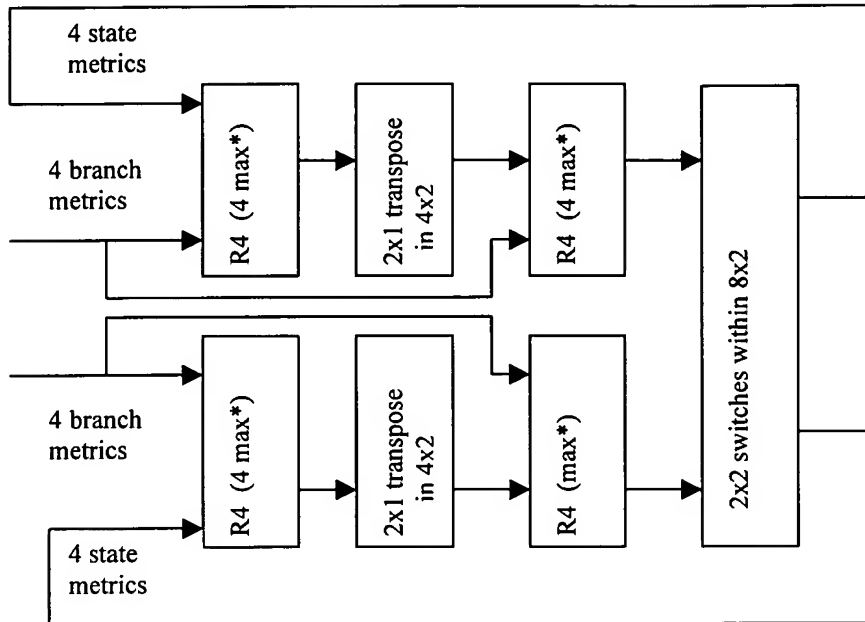 4 state
metrics
4 branch
metrics
R4 (4 max*)
2x1 transpose
in 4x2
R4 (4 max*)
2x2 switches within 8x2
4 branch
metrics
R4 (4 max*)
2x1 transpose
in 4x2
R4 (max*)
4 state
metrics